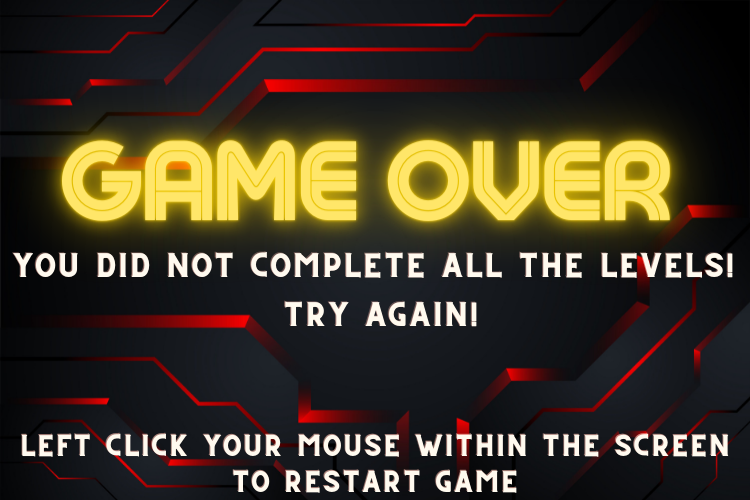 GAME OVER
YOU DID NOT COMPLETE ALL THE LEVELS!
TRY AGAIN!
LEFT CLICK YOUR MOUSE WITHIN THE SCREEN
TO RESTART GAME